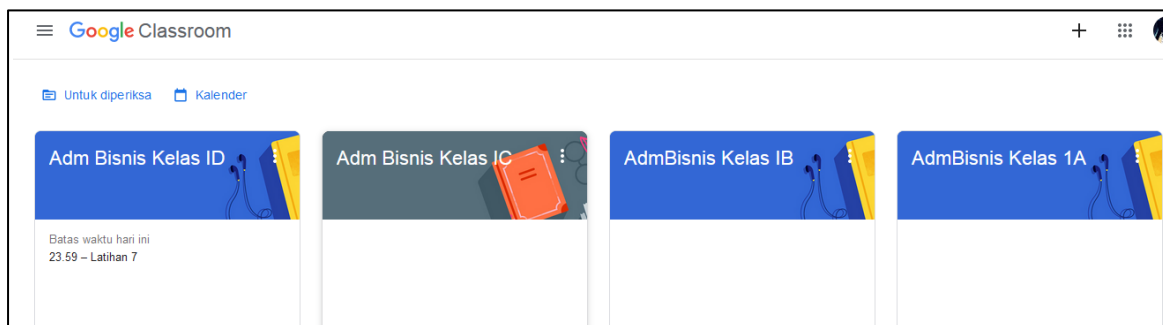 Google Classroom
Untuk diperiksa Kalender
Adm Bisnis Kelas ID
Adm Bisnis Kelas IC
AdmBisnis Kelas IB
AdmBisnis Kelas 1A
Batas waktu hari ini
23.59 – Latihan 7